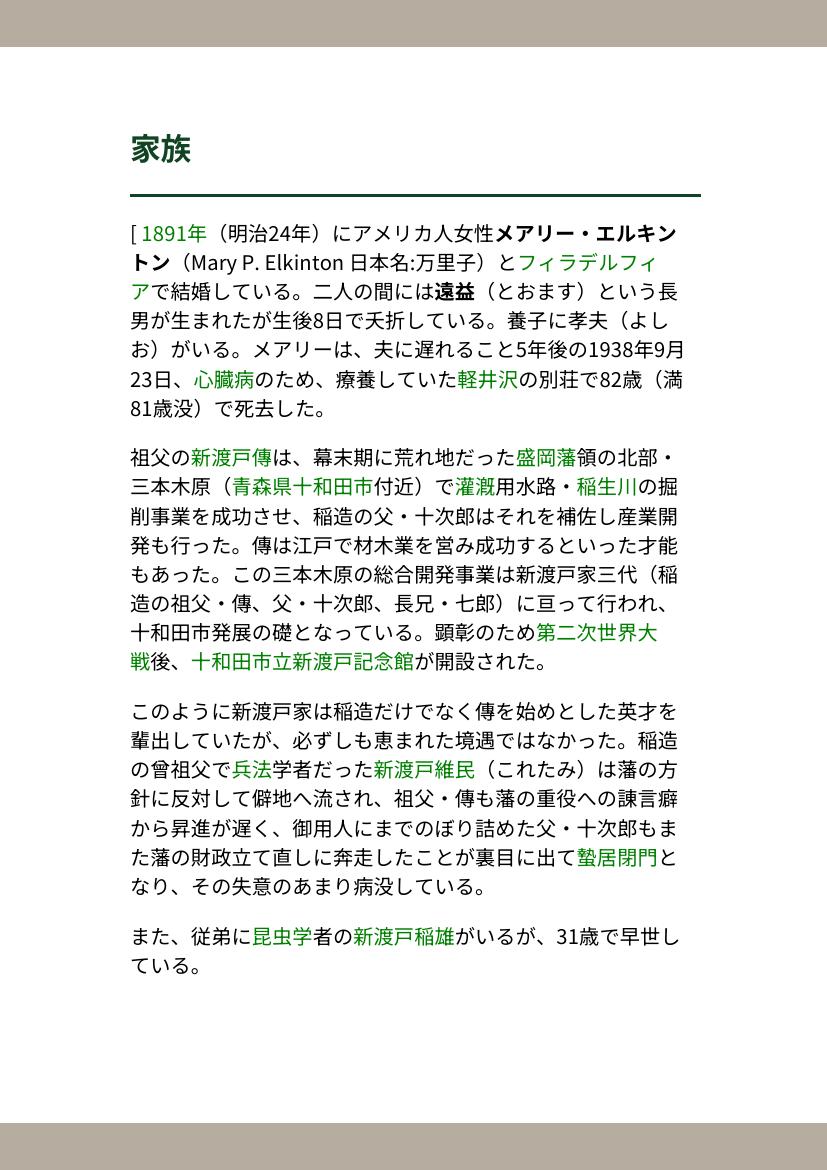 家族
[ 1891年（明治24年）にアメリカ人女性メアリー・エルキン
トン（Mary P. Elkinton 日本名:万里子）とフィラデルフィ
アで結婚している。二人の間には遠益（とおます）という長
男が生まれたが生後8日で夭折している。養子に孝夫（よし
お）がいる。メアリーは、夫に遅れること5年後の1938年9月
23日、心臓病のため、療養していた軽井沢の別荘で82歳（満
81歳没）で死去した。
祖父の新渡戸傳は、幕末期に荒れ地だった盛岡藩領の北部・
三本木原（青森県十和田市付近）で灌漑用水路・稲生川の掘
削事業を成功させ、稲造の父・十次郎はそれを補佐し産業開
発も行った。傳は江戸で材木業を営み成功するといった才能
もあった。この三本木原の総合開発事業は新渡戸家三代（稲
造の祖父・傳、父・十次郎、長兄・七郎）に亘って行われ、
十和田市発展の礎となっている。顕彰のため第二次世界大
戦後、十和田市立新渡戸記念館が開設された。
このように新渡戸家は稲造だけでなく傳を始めとした英才を
輩出していたが、必ずしも恵まれた境遇ではなかった。稲造
の曾祖父で兵法学者だった新渡戸維民（これたみ）は藩の方
針に反対して僻地へ流され、祖父・傳も藩の重役への諌言癖
から昇進が遅く、御用人にまでのぼり詰めた父・十次郎もま
た藩の財政立て直しに奔走したことが裏目に出て蟄居閉門と
なり、その失意のあまり病没している。
また、従弟に昆虫学者の新渡戸稲雄がいるが、31歳で早世し
ている。